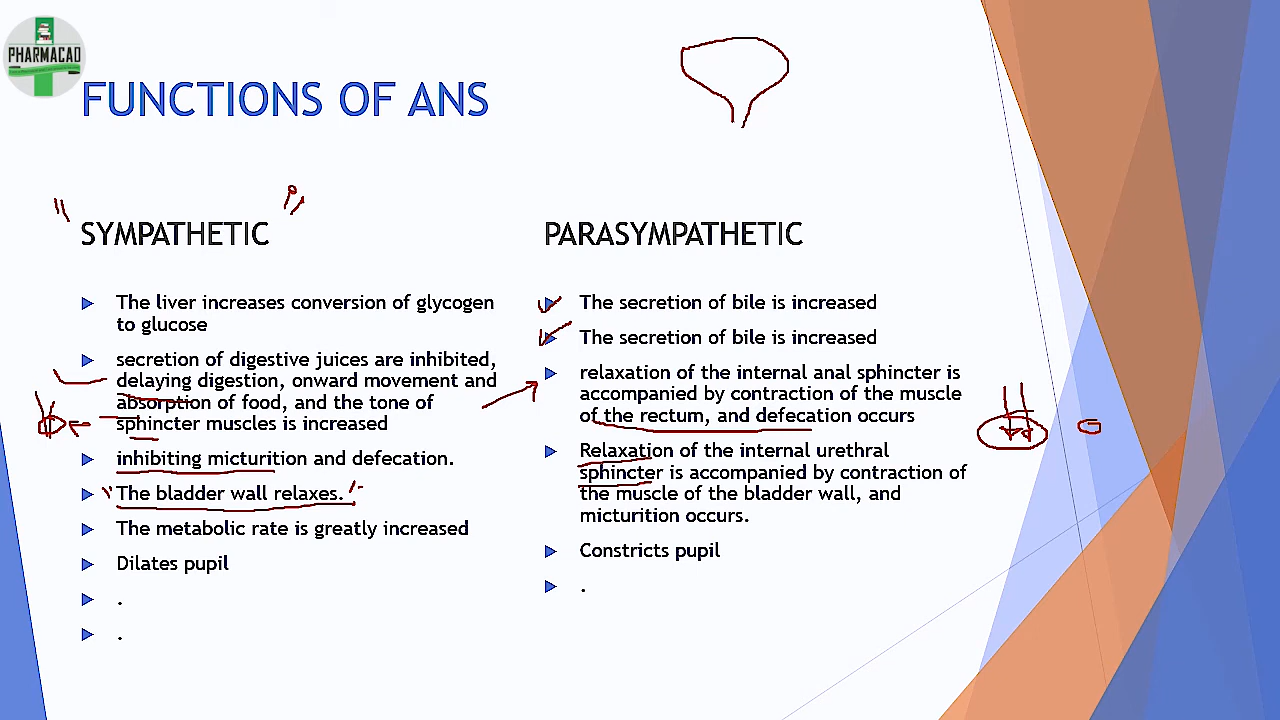 PHARMACAD
FUNCTIONS OF ANS
SYMPATHETIC
The liver increases conversion of glycogen
to glucose
secretion of digestive juices are inhibited,
delaying digestion, onward movement and
absorption of food, and the tone of
sphincter muscles is increased
inhibiting micturition and defecation.
The bladder wall relaxes.
The metabolic rate is greatly increased
Dilates pupil
.
.
PARASYMPATHETIC
The secretion of bile is increased
The secretion of bile is increased
relaxation of the internal anal sphincter is
accompanied by contraction of the muscle
of the rectum, and defecation occurs
Relaxation of the internal urethral
sphincter is accompanied by contraction of
the muscle of the bladder wall, and
micturition occurs.
Constricts pupil
.